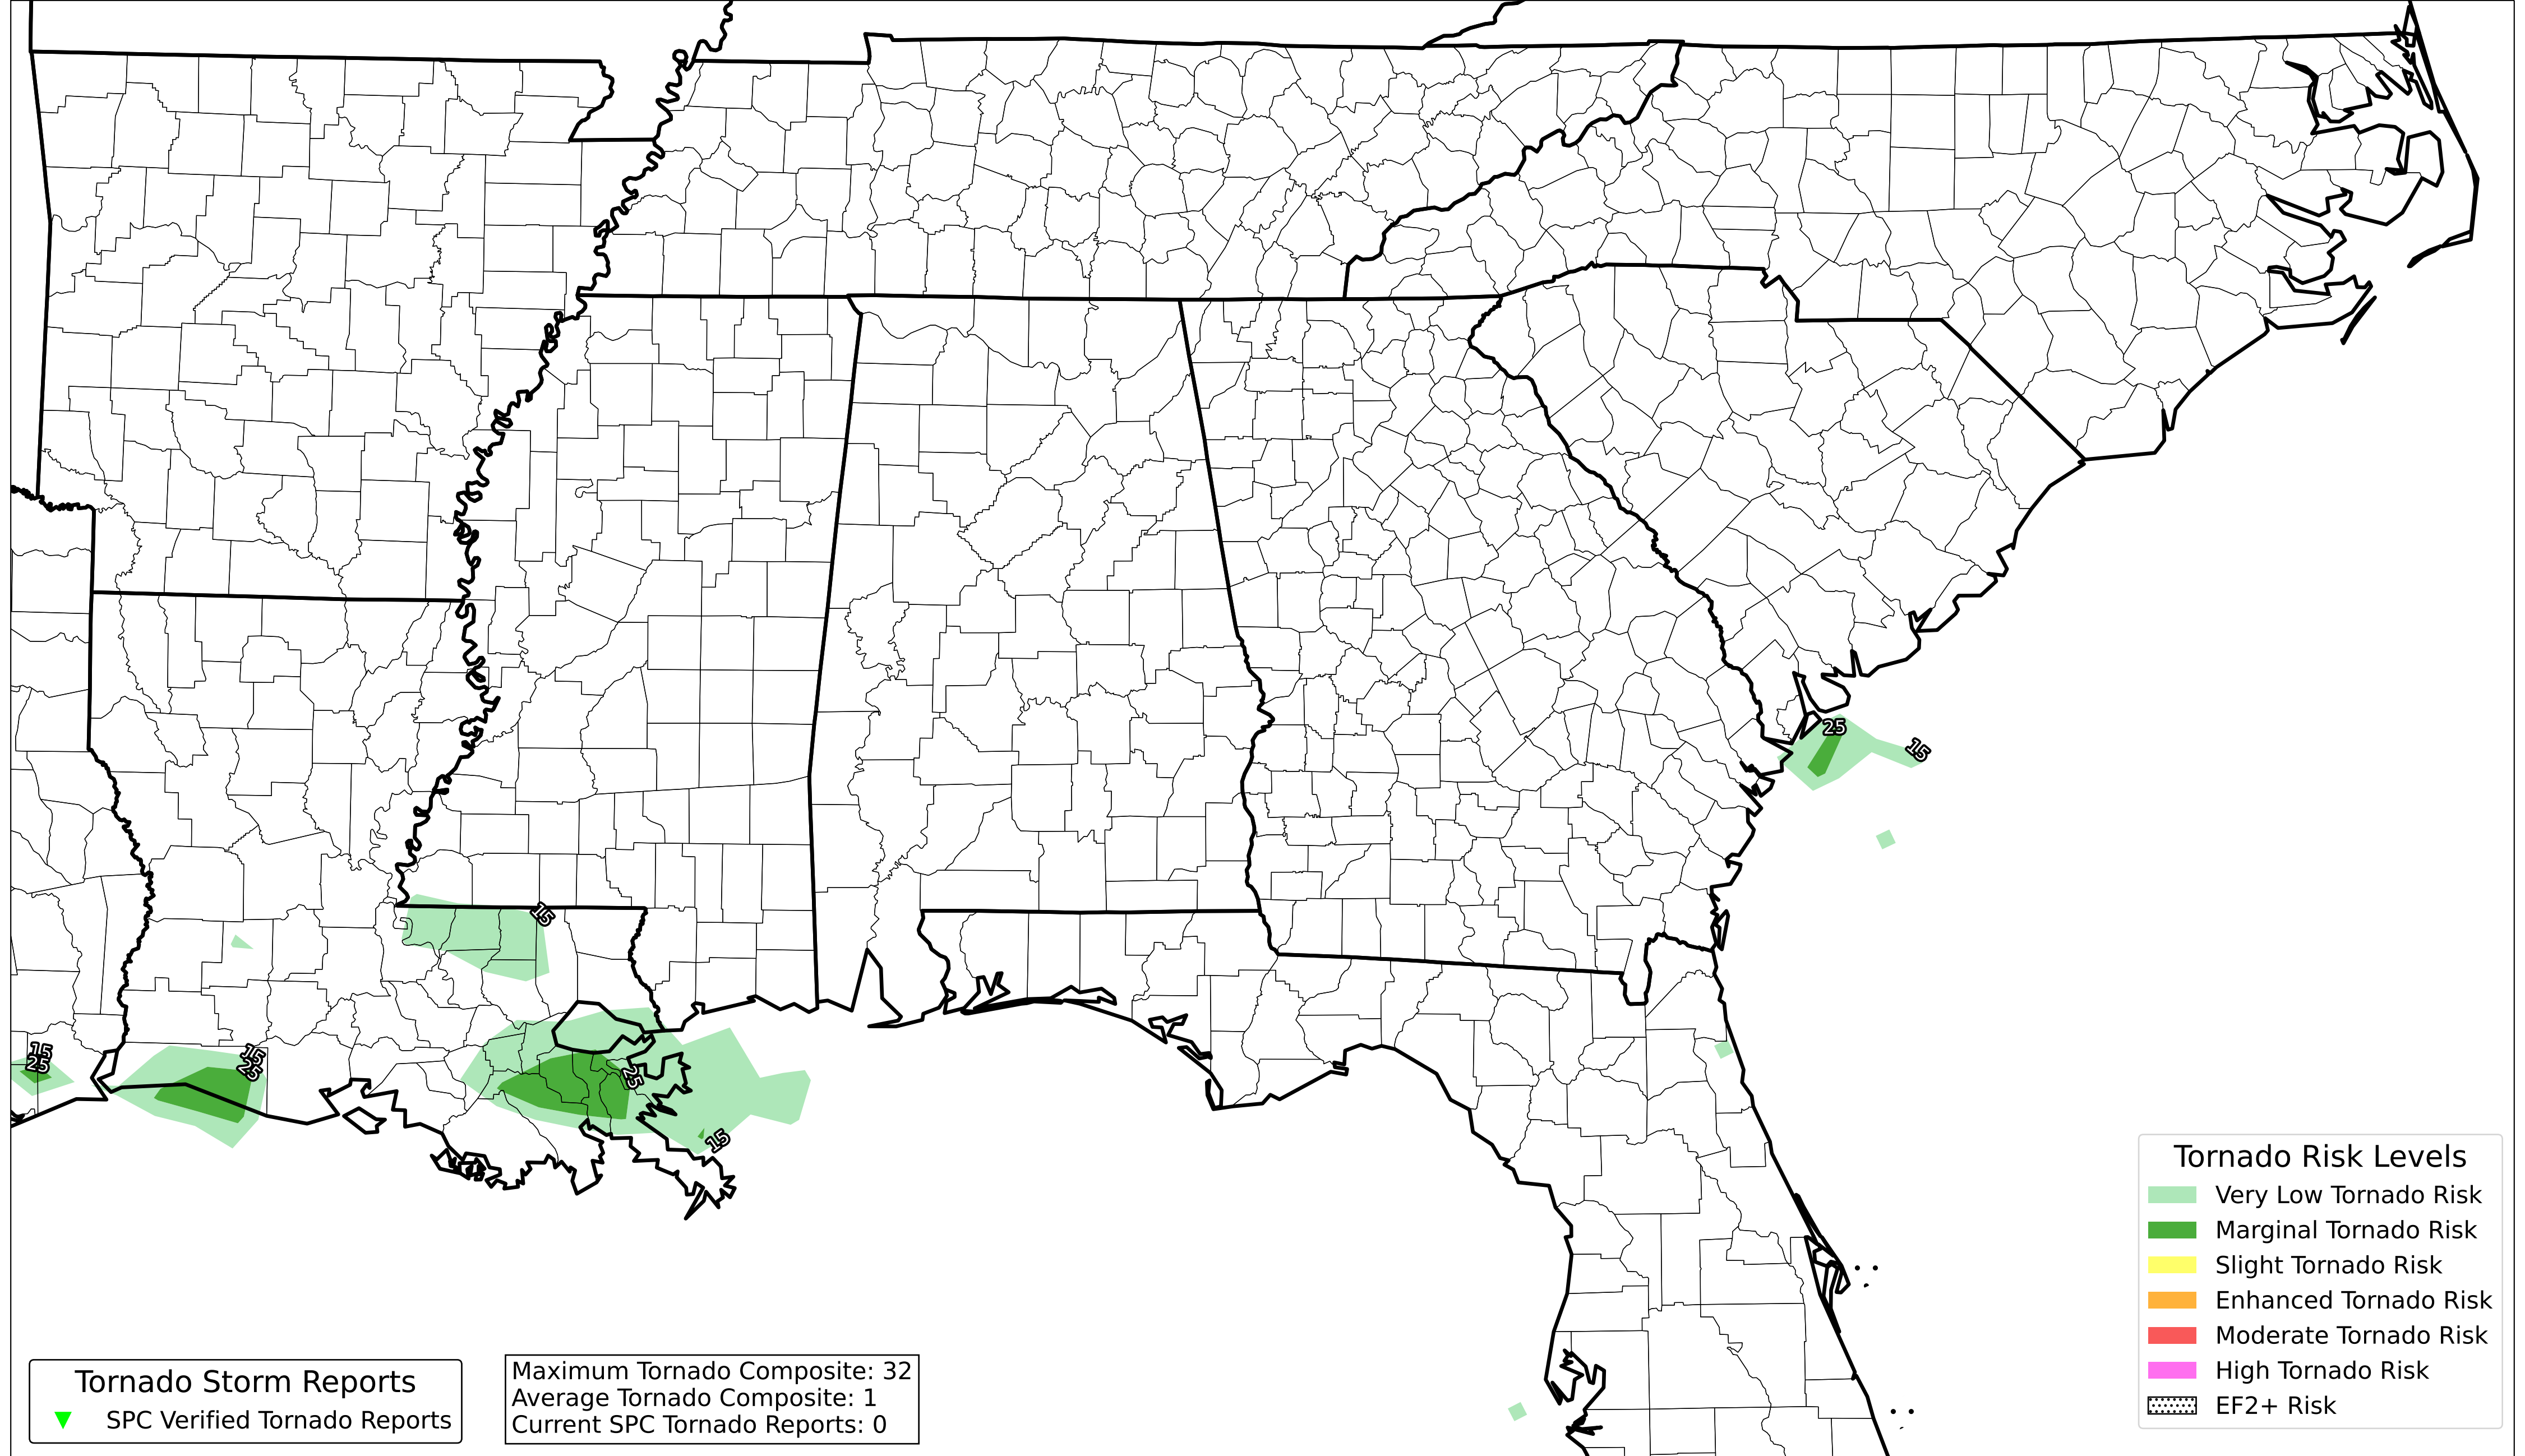 25
15
15
15
25
15
25
25
15
Tornado Risk Levels
Very Low Tornado Risk
Marginal Tornado Risk
Slight Tornado Risk
Enhanced Tornado Risk
Moderate Tornado Risk
High Tornado Risk
EF2+ Risk
Tornado Storm Reports
SPC Verified Tornado Reports
Maximum Tornado Composite: 32
Average Tornado Composite: 1
Current SPC Tornado Reports: 0